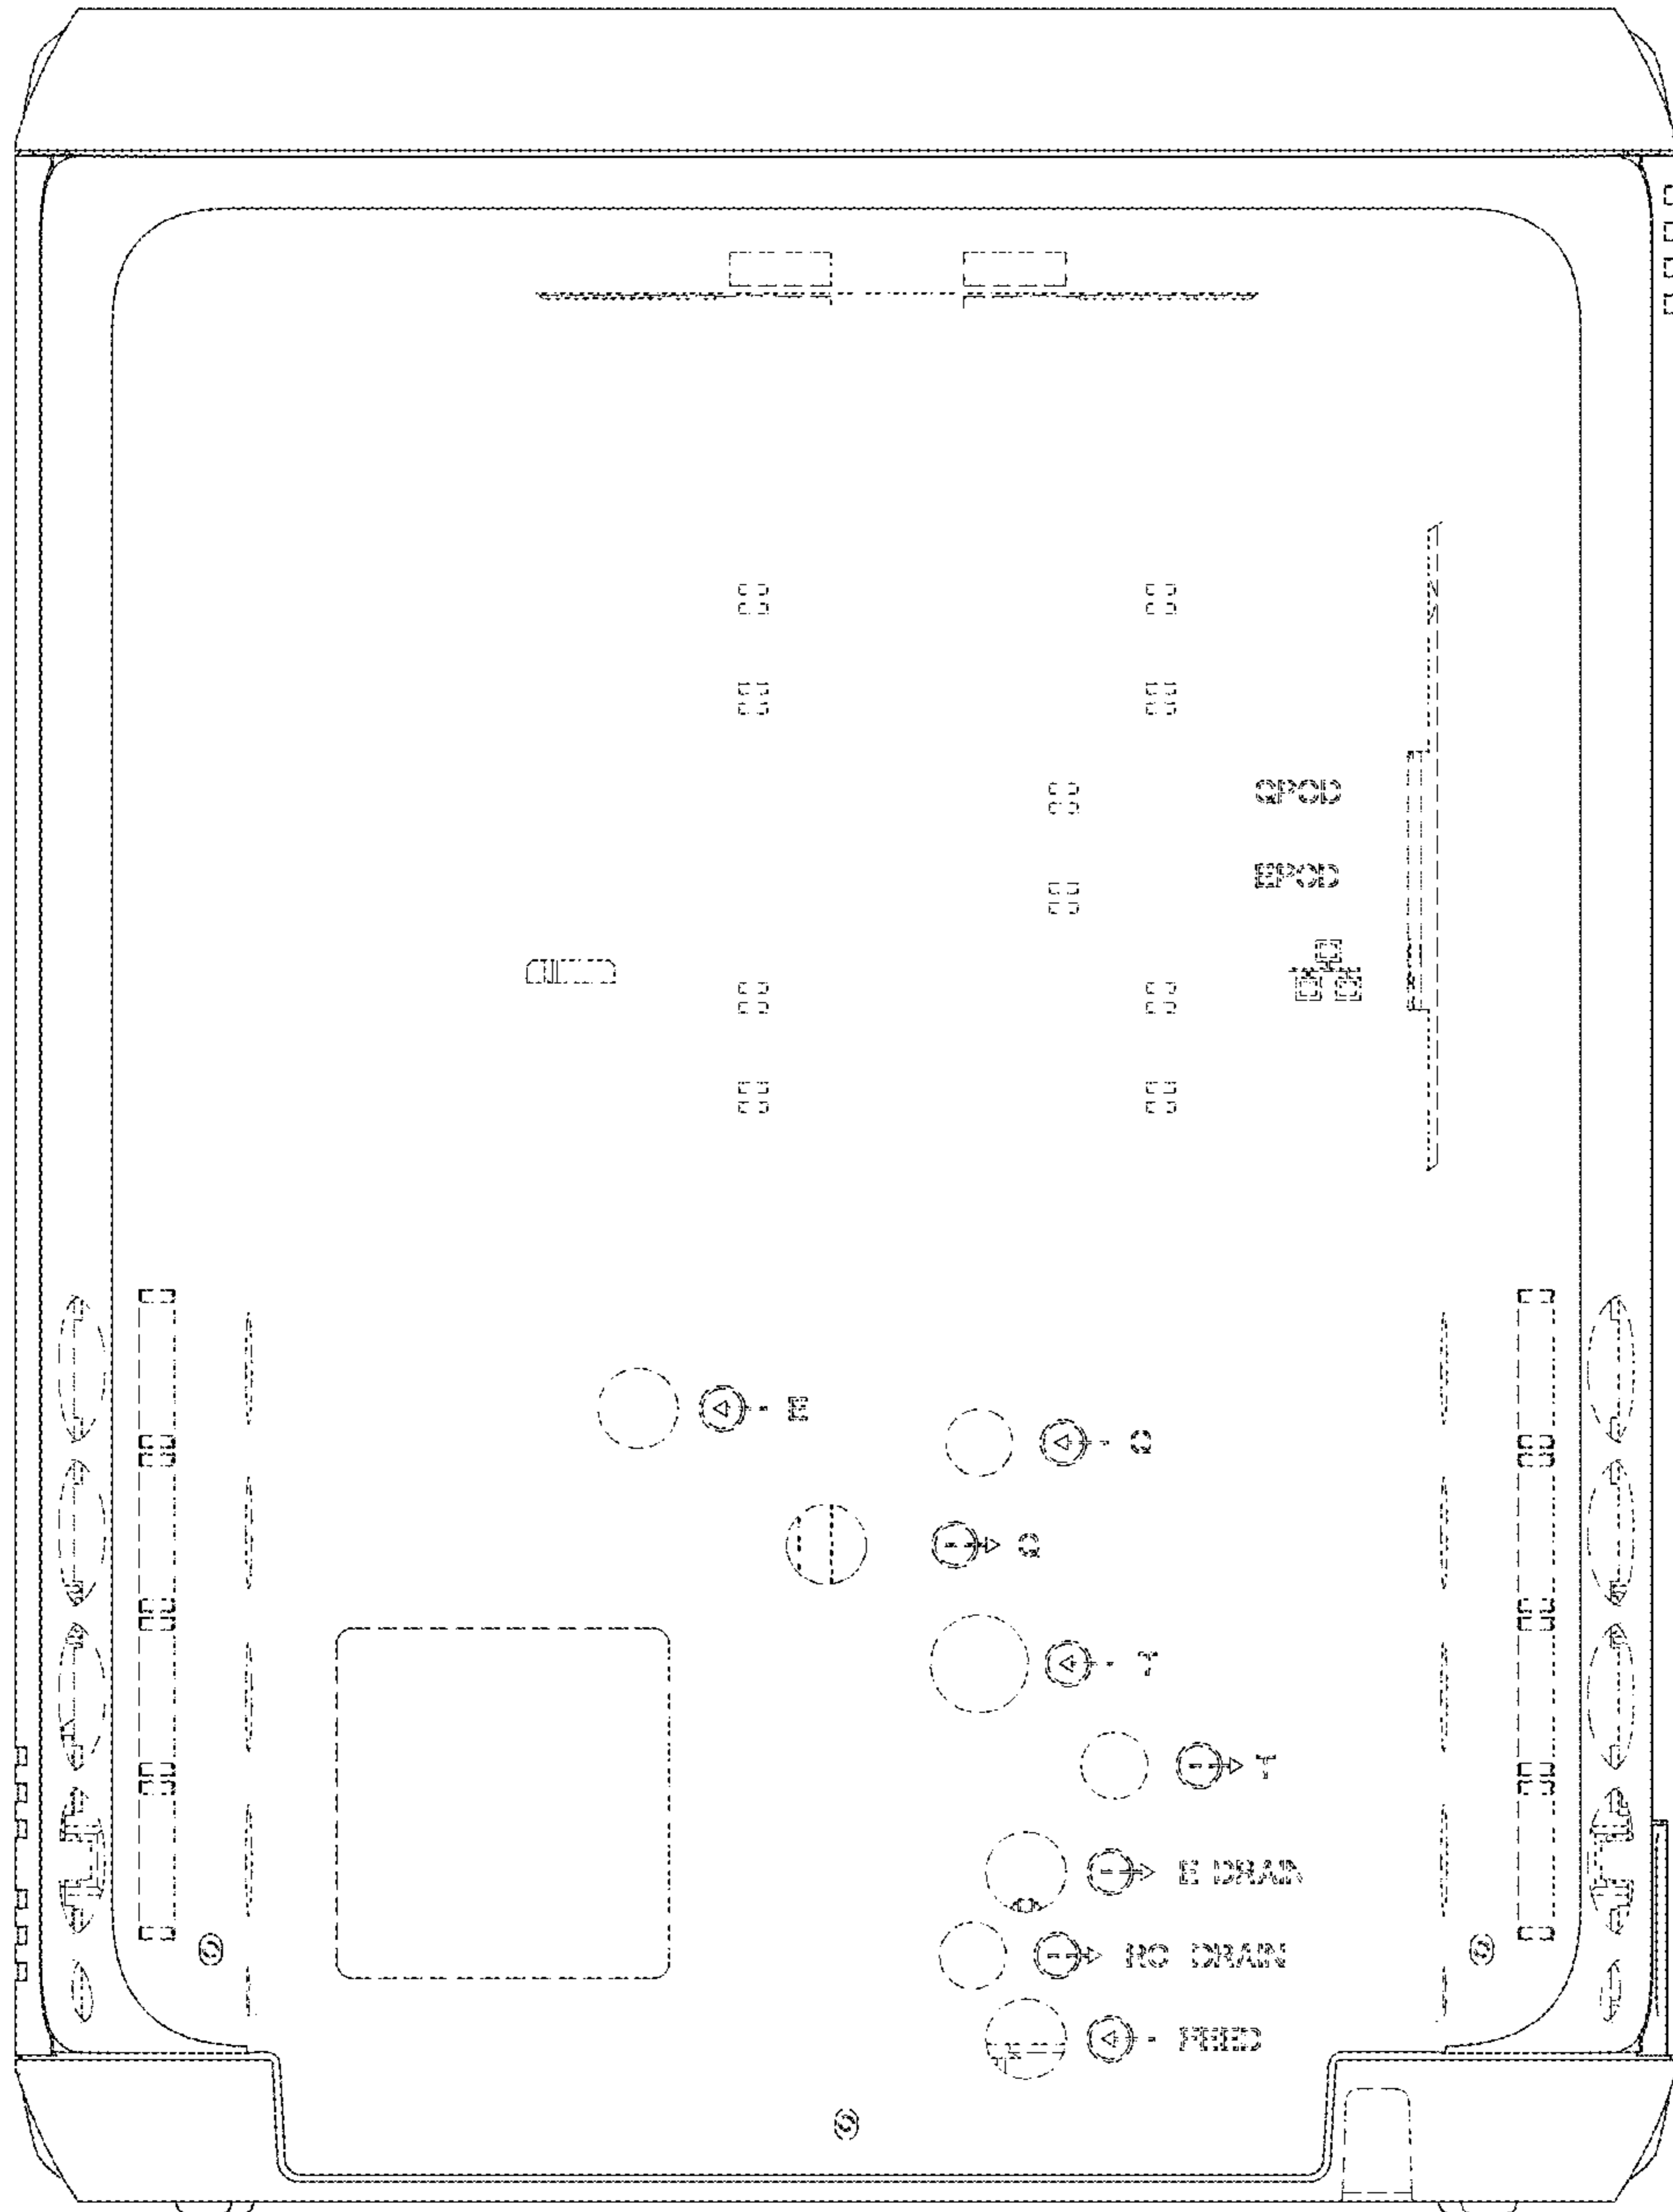 QPOD
EPOD
E
Q
Q
T
T
E DRAIN
RO DRAIN
FEED